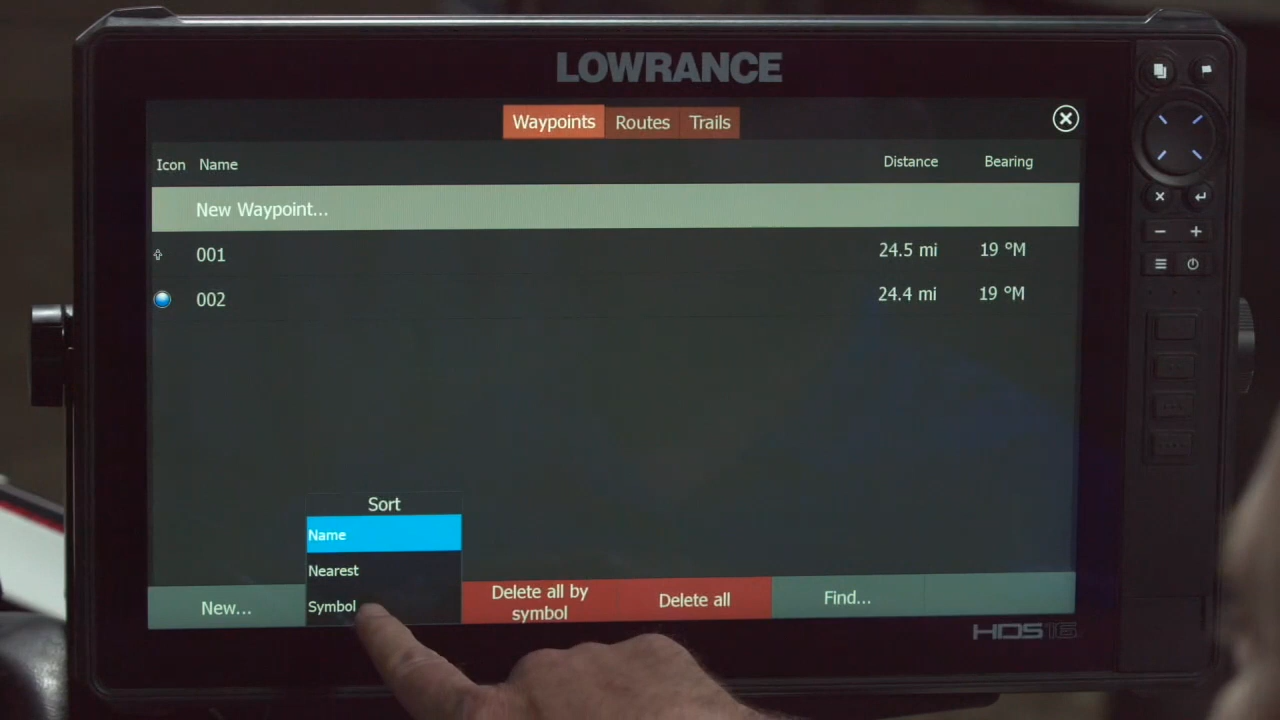 LOWRANCE
Waypoints Routes Trails
Icon Name Distance Bearing
New Waypoint...
001 24.5 mi 19 °M
002 24.4 mi 19 °M
Sort
Name
Nearest
Symbol
New...
Delete all by
symbol
Delete all
Find...
HDS16